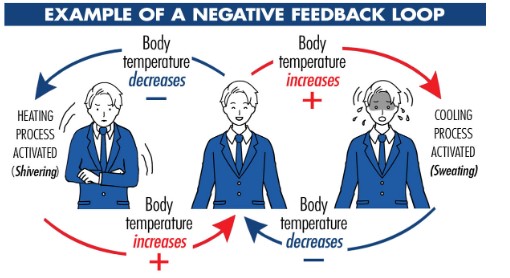 EXAMPLE OF A NEGATIVE FEEDBACK LOOP
Body
temperature
decreases
−
Body
temperature
increases
+
HEATING
PROCESS
ACTIVATED
(Shivering)
COOLING
PROCESS
ACTIVATED
(Sweating)
Body
temperature
increases
+
Body
temperature
decreases
−